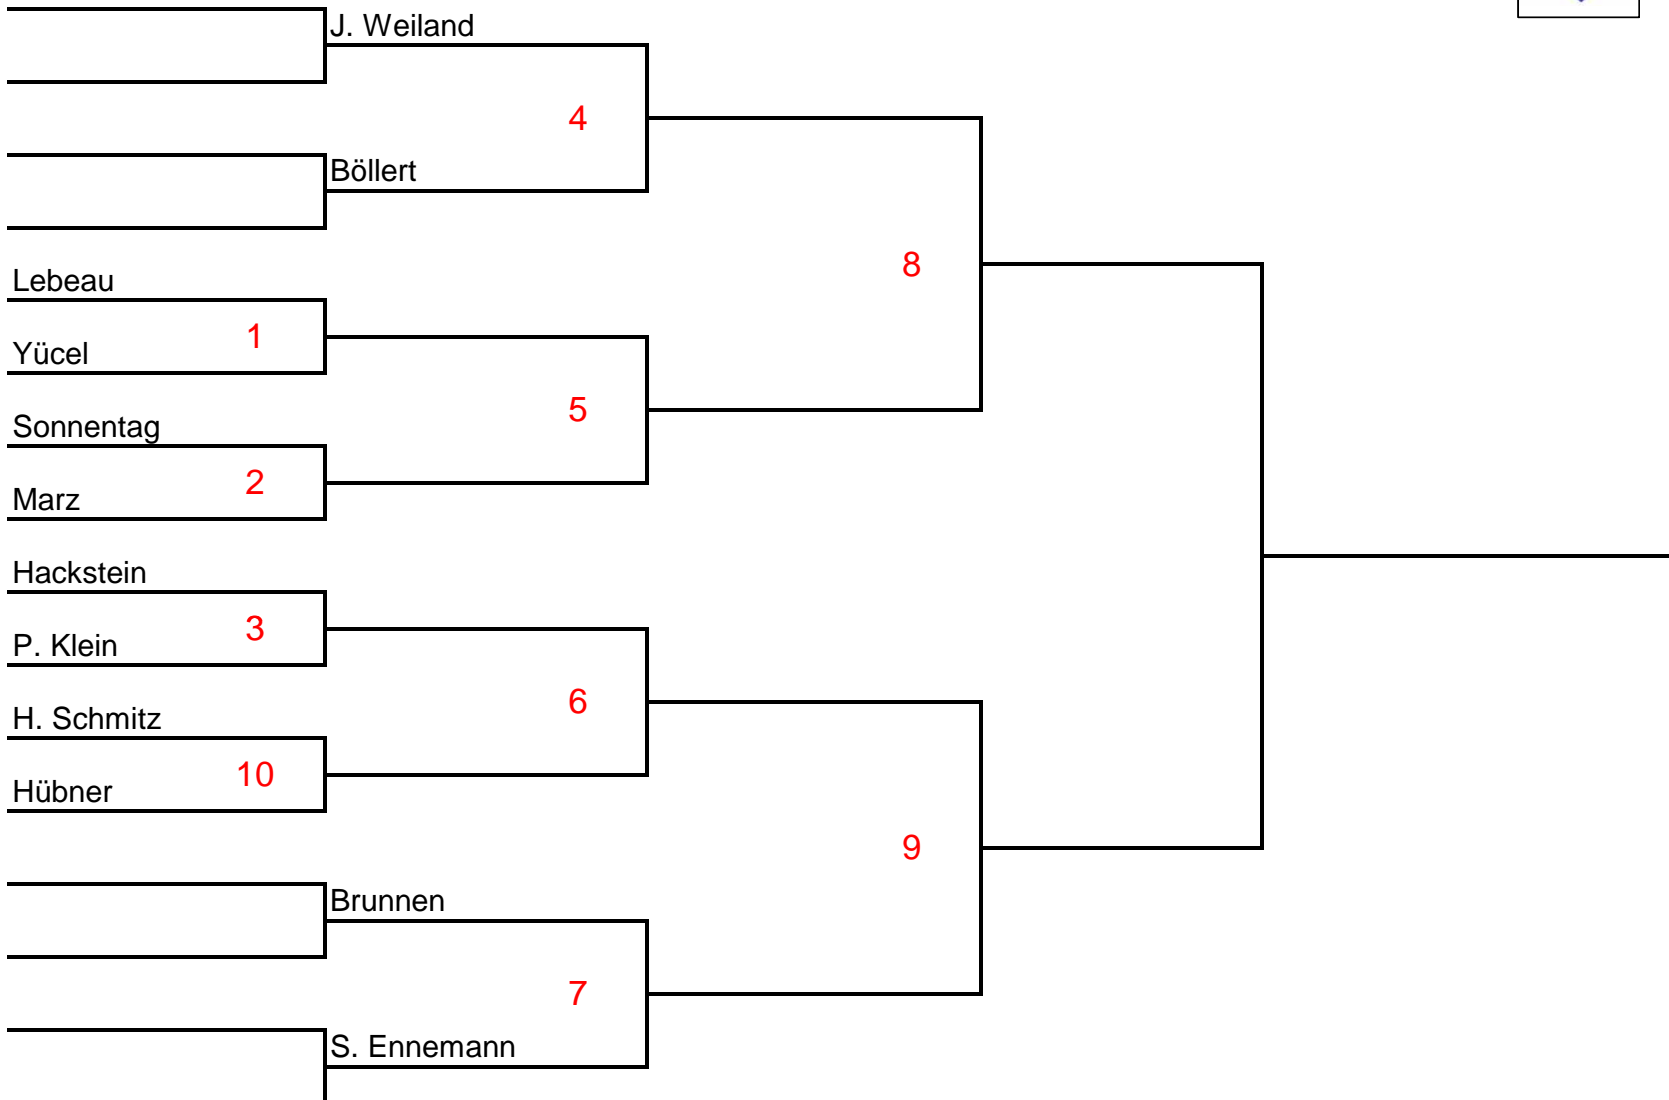 J. Weiland
4
Böllert
8
Lebeau
1
Yücel
5
Sonnentag
2
Marz
Hackstein
3
P. Klein
6
H. Schmitz
10
Hübner
9
Brunnen
7
S. Ennemann